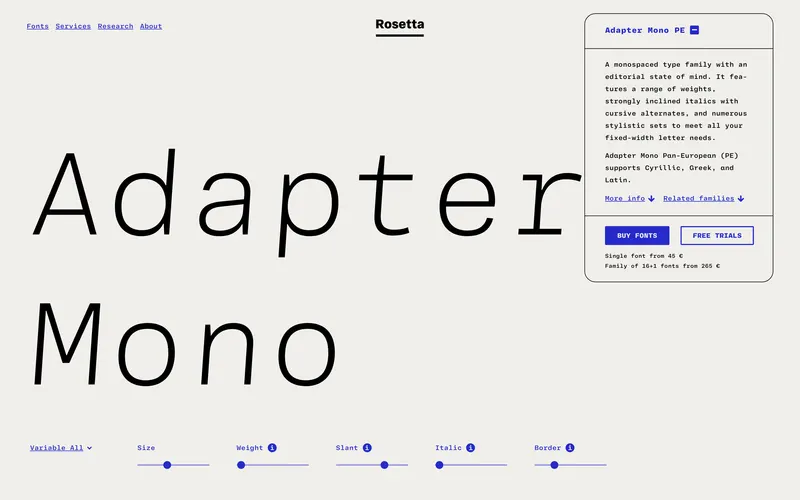 Fonts Services Research About
Rosetta
Adapter Mono PE
A monospaced type family with an
editorial state of mind. It fea-
tures a range of weights,
strongly inclined italics with
cursive alternates, and numerous
stylistic sets to meet all your
fixed-width letter needs.
Adapter Mono Pan-European (PE)
supports Cyrillic, Greek, and
Latin.
More info Related families
BUY FONTS FREE TRIALS
Single font from 45 €
Family of 16+1 fonts from 265 €
Adapter
Mono
Variable All Size Weight i Slant i Italic i Border i